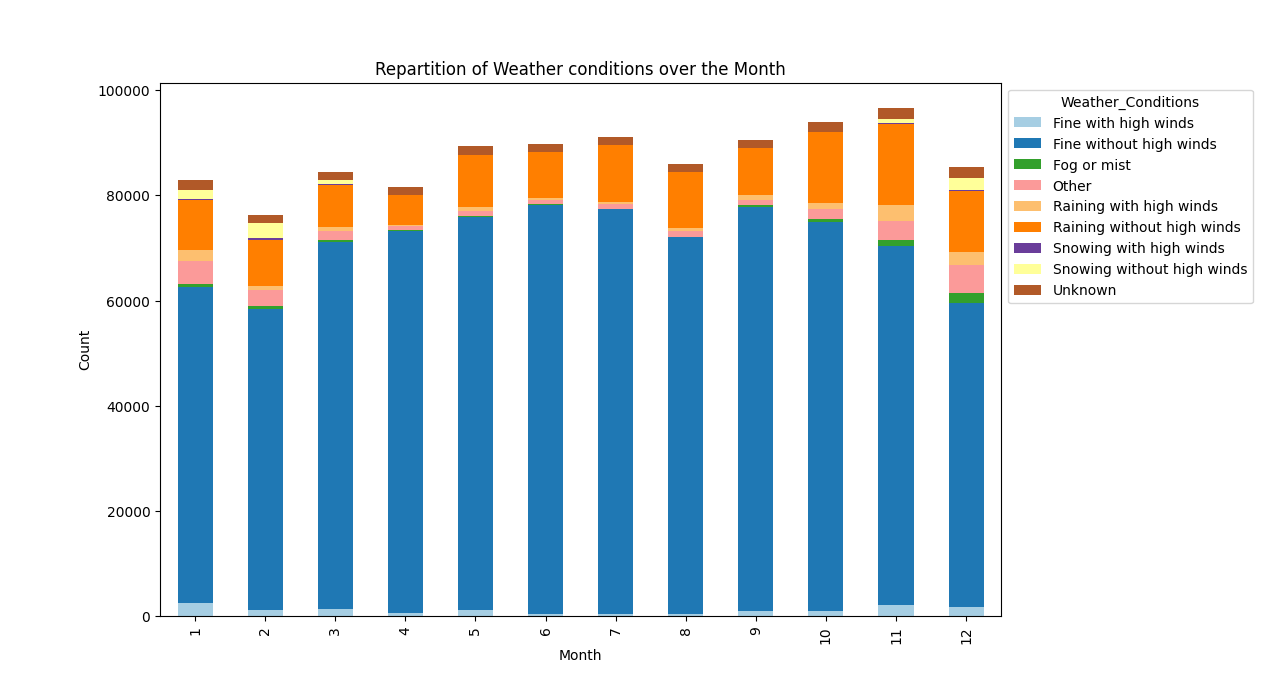 Repartition of Weather conditions over the Month
100000
80000
60000
40000
20000
0
Count
1 2 3 4 5 6 7 8 9 10 11 12
Month
Weather_Conditions
Fine with high winds
Fine without high winds
Fog or mist
Other
Raining with high winds
Raining without high winds
Snowing with high winds
Snowing without high winds
Unknown